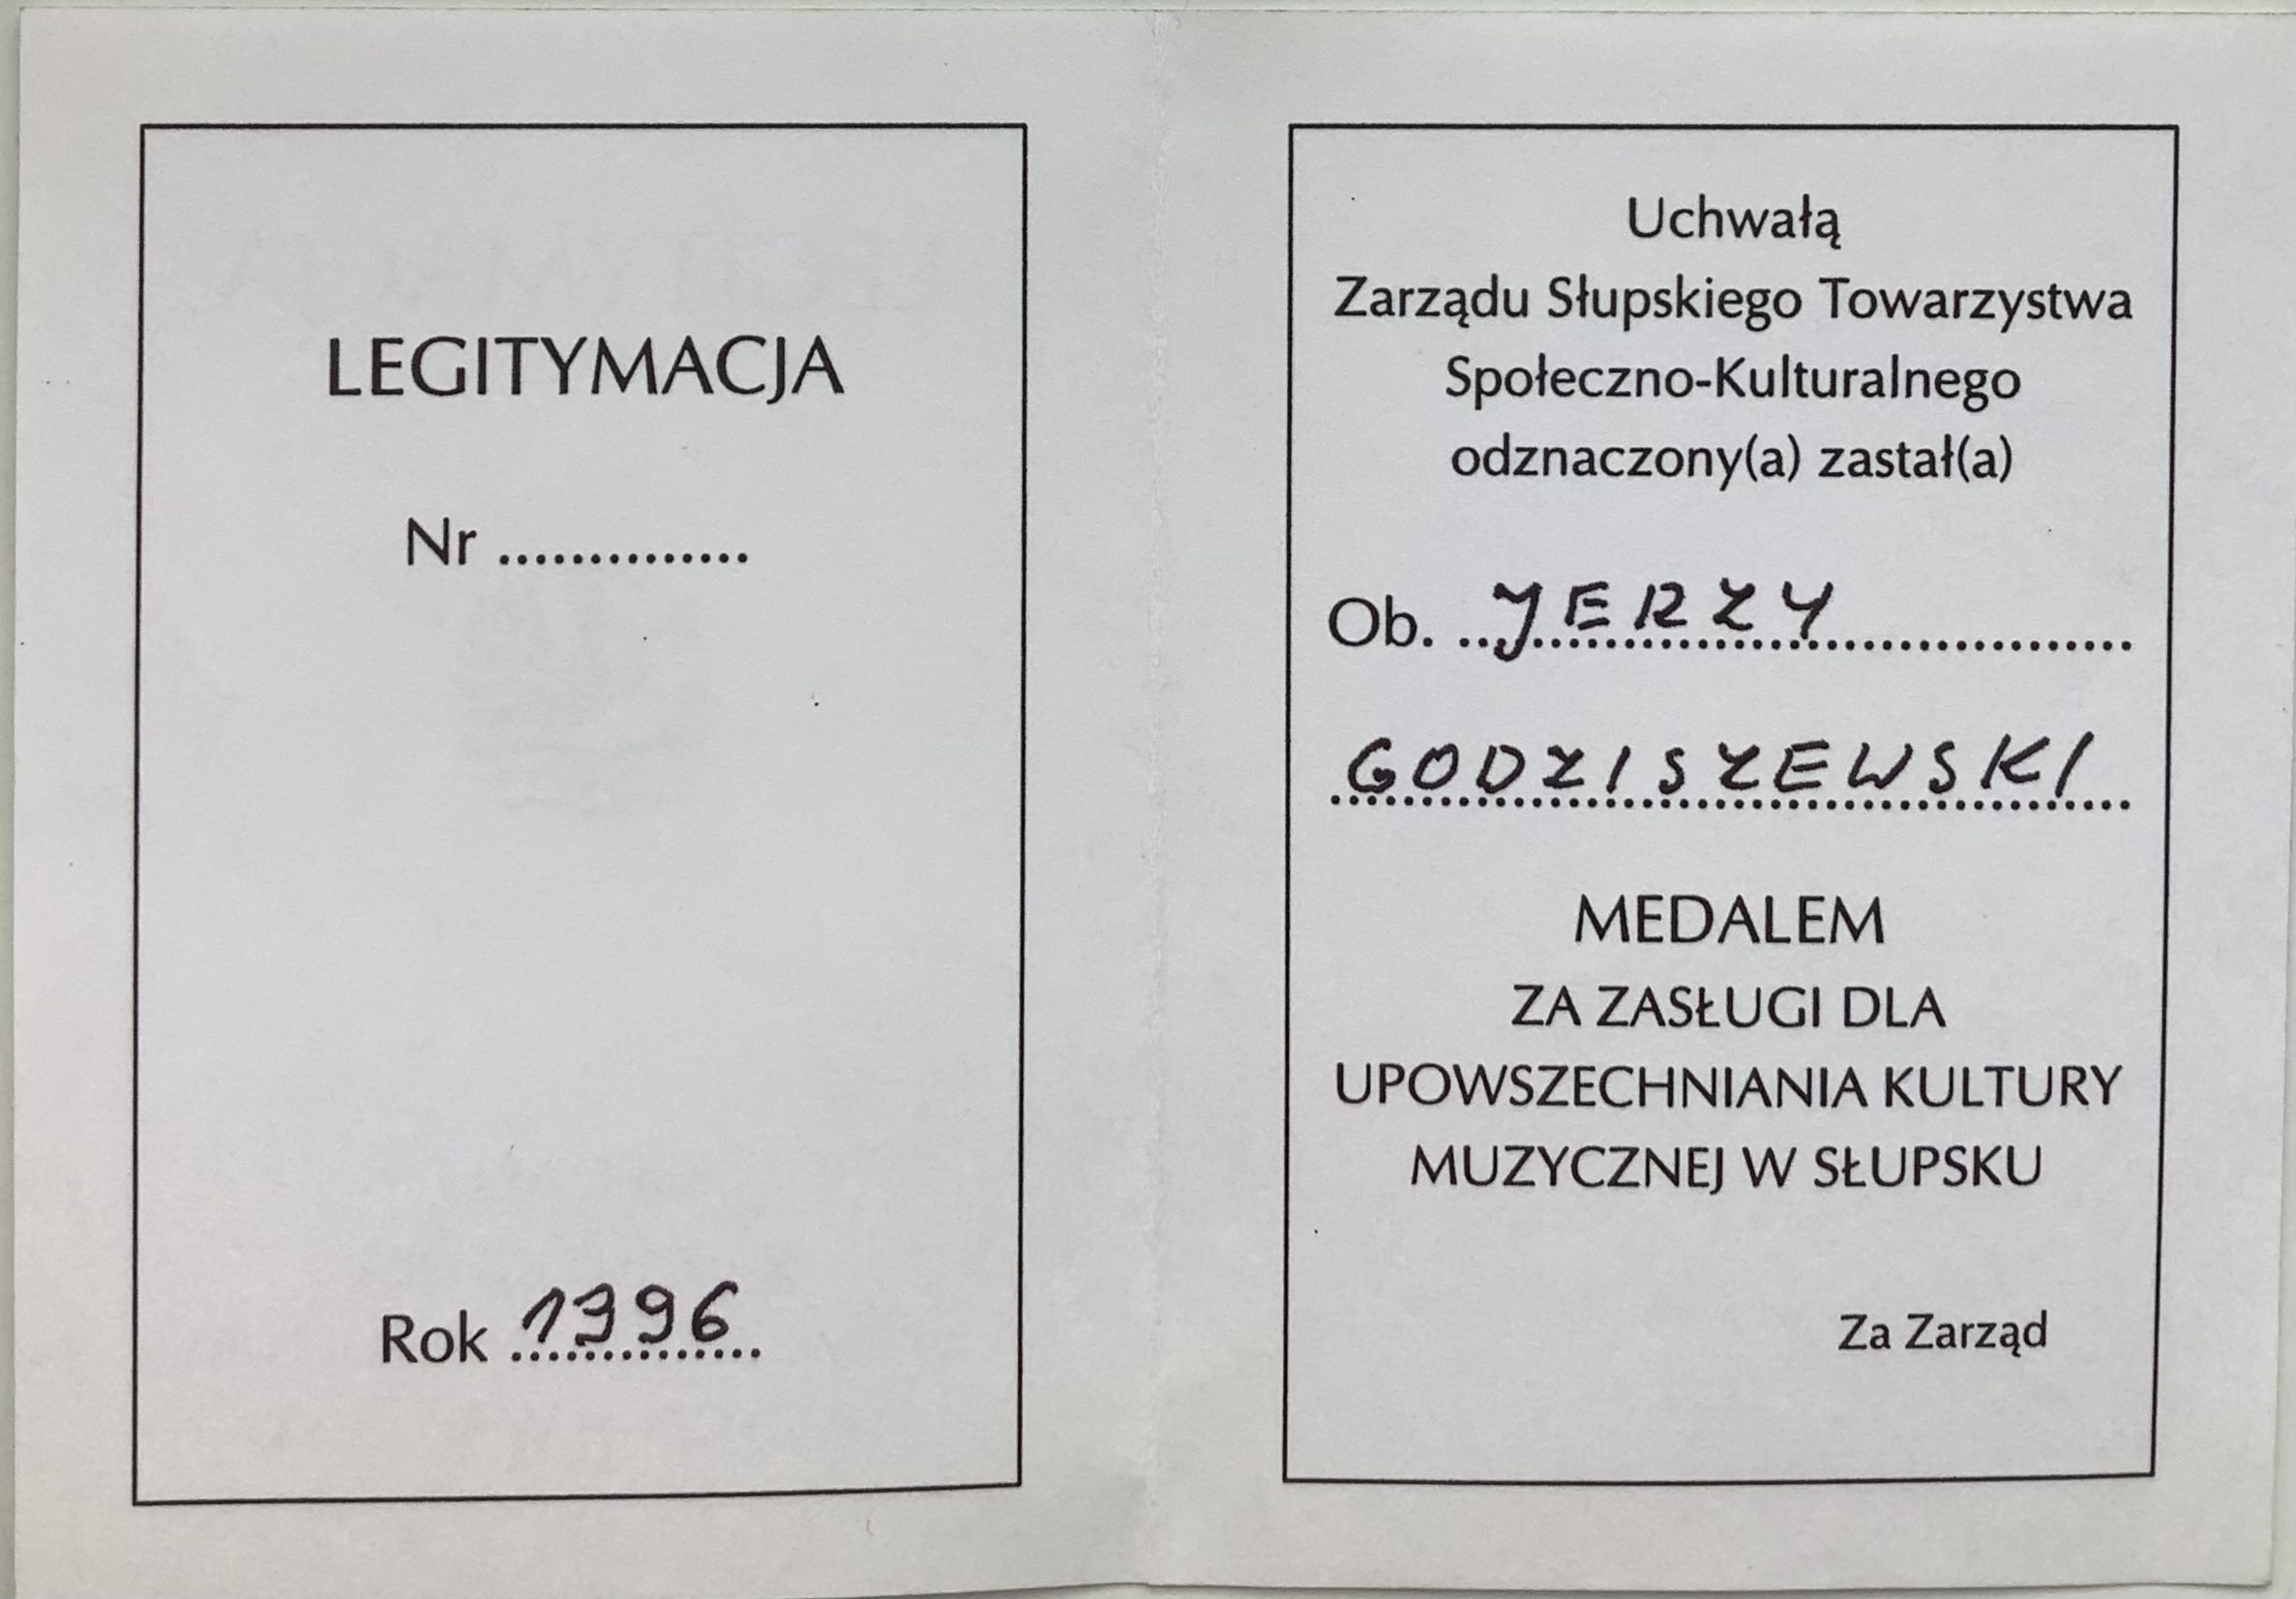 LEGITYMACJA
Nr ..............
Rok 1996
Uchwałą
Zarządu Słupskiego Towarzystwa
Społeczno-Kulturalnego
odznaczony(a) zastał(a)
Ob. JERZY
GODZISZEWSKI
MEDALEM
ZA ZASŁUGI DLA
UPOWSZECHNIANIA KULTURY
MUZYCZNEJ W SŁUPSKU
Za Zarząd